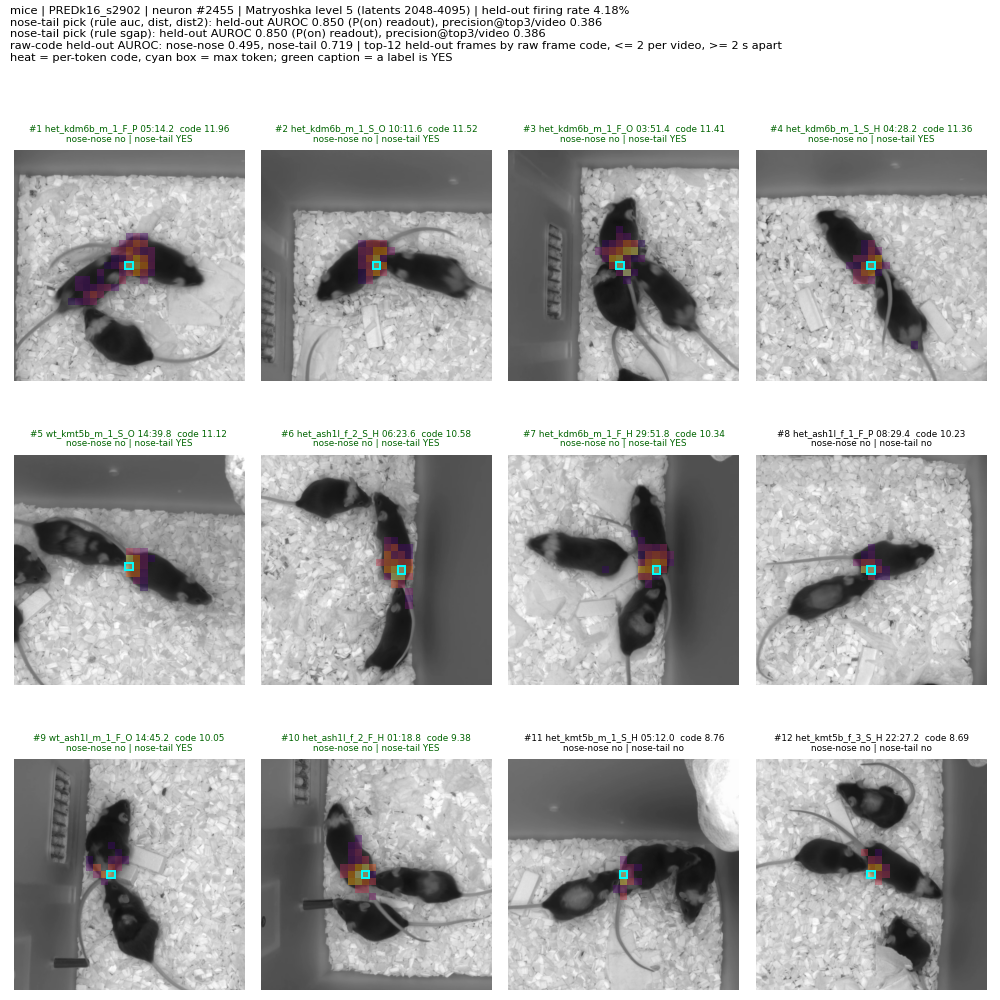 mice | PREDk16_s2902 | neuron #2455 | Matryoshka level 5 (latents 2048-4095) | held-out firing rate 4.18%
nose-tail pick (rule auc, dist, dist2): held-out AUROC 0.850 (P(on) readout), precision@top3/video 0.386
nose-tail pick (rule sgap): held-out AUROC 0.850 (P(on) readout), precision@top3/video 0.386
raw-code held-out AUROC: nose-nose 0.495, nose-tail 0.719 | top-12 held-out frames by raw frame code, <= 2 per video, >= 2 s apart
heat = per-token code, cyan box = max token; green caption = a label is YES
#1 het_kdm6b_m_1_F_P 05:14.2  code 11.96
nose-nose no | nose-tail YES
#2 het_kdm6b_m_1_S_O 10:11.6  code 11.52
nose-nose no | nose-tail YES
#3 het_kdm6b_m_1_F_O 03:51.4  code 11.41
nose-nose no | nose-tail YES
#4 het_kdm6b_m_1_S_H 04:28.2  code 11.36
nose-nose no | nose-tail YES
#5 wt_kmt5b_m_1_S_O 14:39.8  code 11.12
nose-nose no | nose-tail YES
#6 het_ash1l_f_2_S_H 06:23.6  code 10.58
nose-nose no | nose-tail YES
#7 het_kdm6b_m_1_F_H 29:51.8  code 10.34
nose-nose no | nose-tail YES
#8 het_ash1l_f_1_F_P 08:29.4  code 10.23
nose-nose no | nose-tail no
#9 wt_ash1l_m_1_F_O 14:45.2  code 10.05
nose-nose no | nose-tail YES
#10 het_ash1l_f_2_F_H 01:18.8  code 9.38
nose-nose no | nose-tail YES
#11 het_kmt5b_m_1_S_H 05:12.0  code 8.76
nose-nose no | nose-tail no
#12 het_kmt5b_f_3_S_H 22:27.2  code 8.69
nose-nose no | nose-tail no